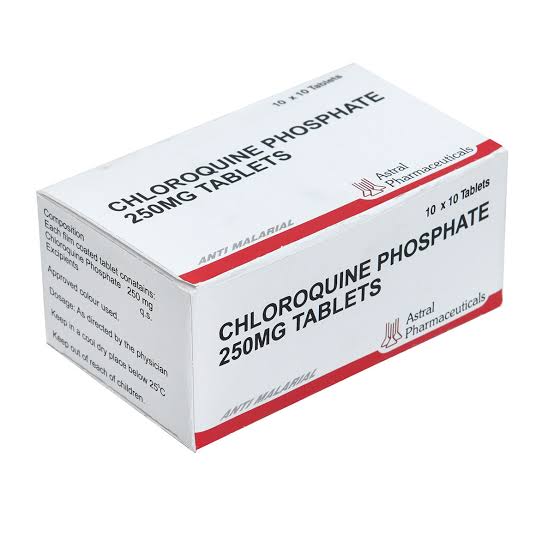 10 x 10 Tablets
CHLOROQUINE PHOSPHATE
250MG TABLETS
Astral
Pharmaceuticals
ANTI MALARIAL
Composition
Each film coated tablet conatains:
Chloroquine Phosphate 250 mg
Excipients q.s.
Approved colour used.
Dosage: As directed by the physician
Keep in a cool dry place below 25°C
Keep out of reach of children.
10 x 10 Tablets
CHLOROQUINE PHOSPHATE
250MG TABLETS
Astral
Pharmaceuticals
ANTI MALARIAL